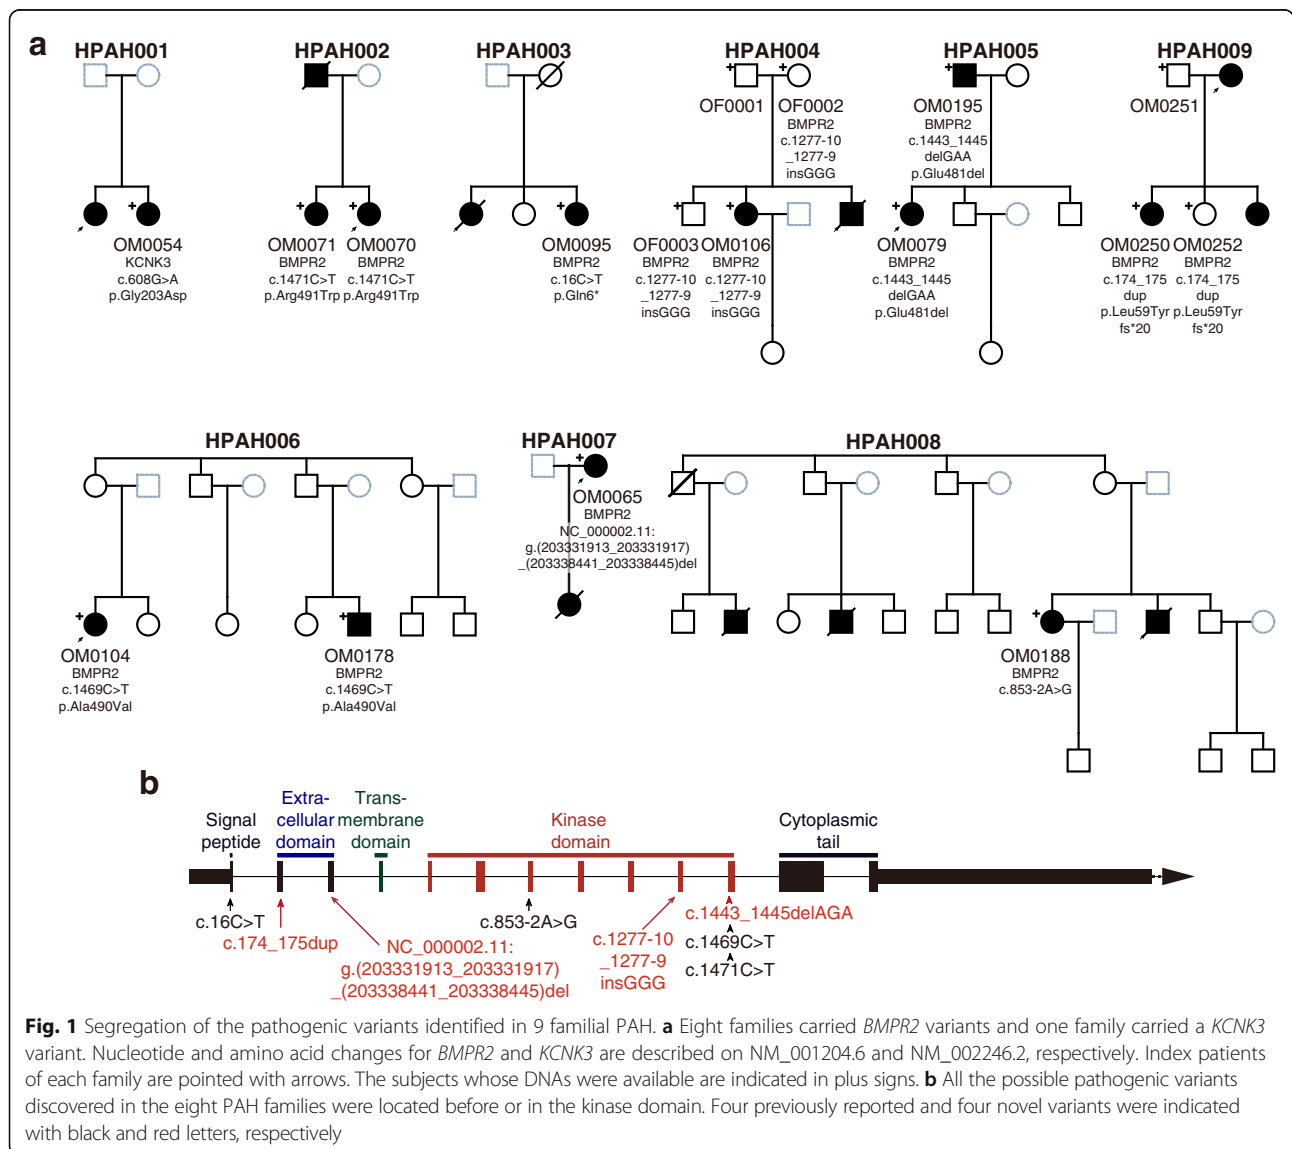 a
HPAH001
HPAH002
HPAH003
HPAH004
HPAH005
HPAH009
OM0054
KCNK3
c.608G>A
p.Gly203Asp
OM0071
BMPR2
c.1471C>T
p.Arg491Trp
OM0070
BMPR2
c.1471C>T
p.Arg491Trp
OM0095
BMPR2
c.16C>T
p.Gln6*
OF0001
OF0002
BMPR2
c.1277-10
_1277-9
insGGG
OF0003
BMPR2
c.1277-10
_1277-9
insGGG
OM0106
BMPR2
c.1277-10
_1277-9
insGGG
OM0195
BMPR2
c.1443_1445
delGAA
p.Glu481del
OM0079
BMPR2
c.1443_1445
delGAA
p.Glu481del
OM0251
OM0250
BMPR2
c.174_175
dup
p.Leu59Tyr
fs*20
OM0252
BMPR2
c.174_175
dup
p.Leu59Tyr
fs*20
HPAH006
HPAH007
HPAH008
OM0104
BMPR2
c.1469C>T
p.Ala490Val
OM0178
BMPR2
c.1469C>T
p.Ala490Val
OM0065
BMPR2
NC_000002.11:
g.(203331913_203331917)
_(203338441_203338445)del
OM0188
BMPR2
c.853-2A>G
b
Signal
peptide
Extra-
cellular
domain
Trans-
membrane
domain
Kinase
domain
Cytoplasmic
tail
c.16C>T
c.174_175dup
NC_000002.11:
g.(203331913_203331917)
_(203338441_203338445)del
c.853-2A>G
c.1277-10
_1277-9
insGGG
c.1443_1445delAGA
c.1469C>T
c.1471C>T
Fig. 1 Segregation of the pathogenic variants identified in 9 familial PAH. a Eight families carried BMPR2 variants and one family carried a KCNK3
variant. Nucleotide and amino acid changes for BMPR2 and KCNK3 are described on NM_001204.6 and NM_002246.2, respectively. Index patients
of each family are pointed with arrows. The subjects whose DNAs were available are indicated in plus signs. b All the possible pathogenic variants
discovered in the eight PAH families were located before or in the kinase domain. Four previously reported and four novel variants were indicated
with black and red letters, respectively